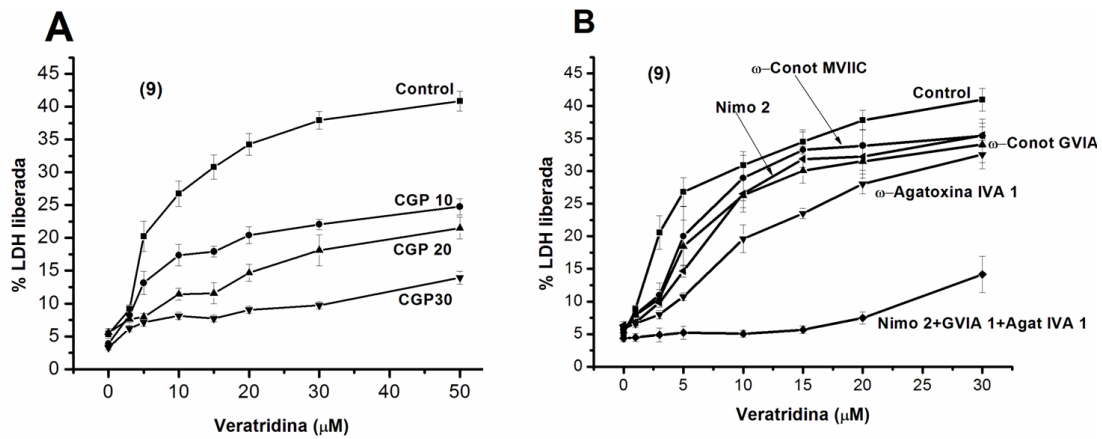 A
B
45
40
35
30
25
20
15
10
5
0
% LDH liiberada
(9)
Control
CGP 10
CGP 20
CGP30
0 10 20 30 40 50
Veratridina (μM)
45
40
35
30
25
20
15
10
5
0
% LDH liberada
(9)
ω–Conot MVIIC
Nimo 2
Control
ω–Conot GVIA
ω–Agatoxina IVA 1
Nimo 2+GVIA 1+Agat IVA 1
0 5 10 15 20 25 30
Veratridina (μM)